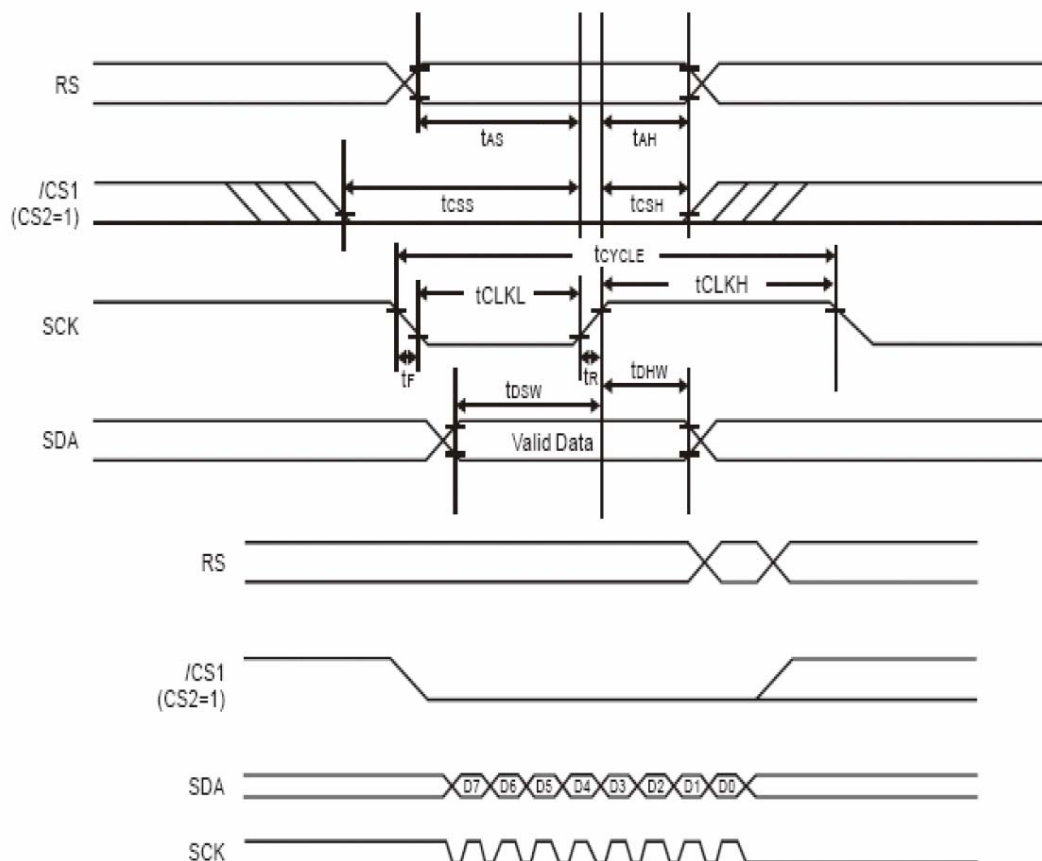 RS
tAS
tAH
/CS1
(CS2=1)
tCSS
tCSH
tCYCLE
tCLKL
tCLKH
SCK
tF
tR
tDHW
tDSW
SDA
Valid Data
RS
/CS1
(CS2=1)
SDA
D7 D6 D5 D4 D3 D2 D1 D0
SCK